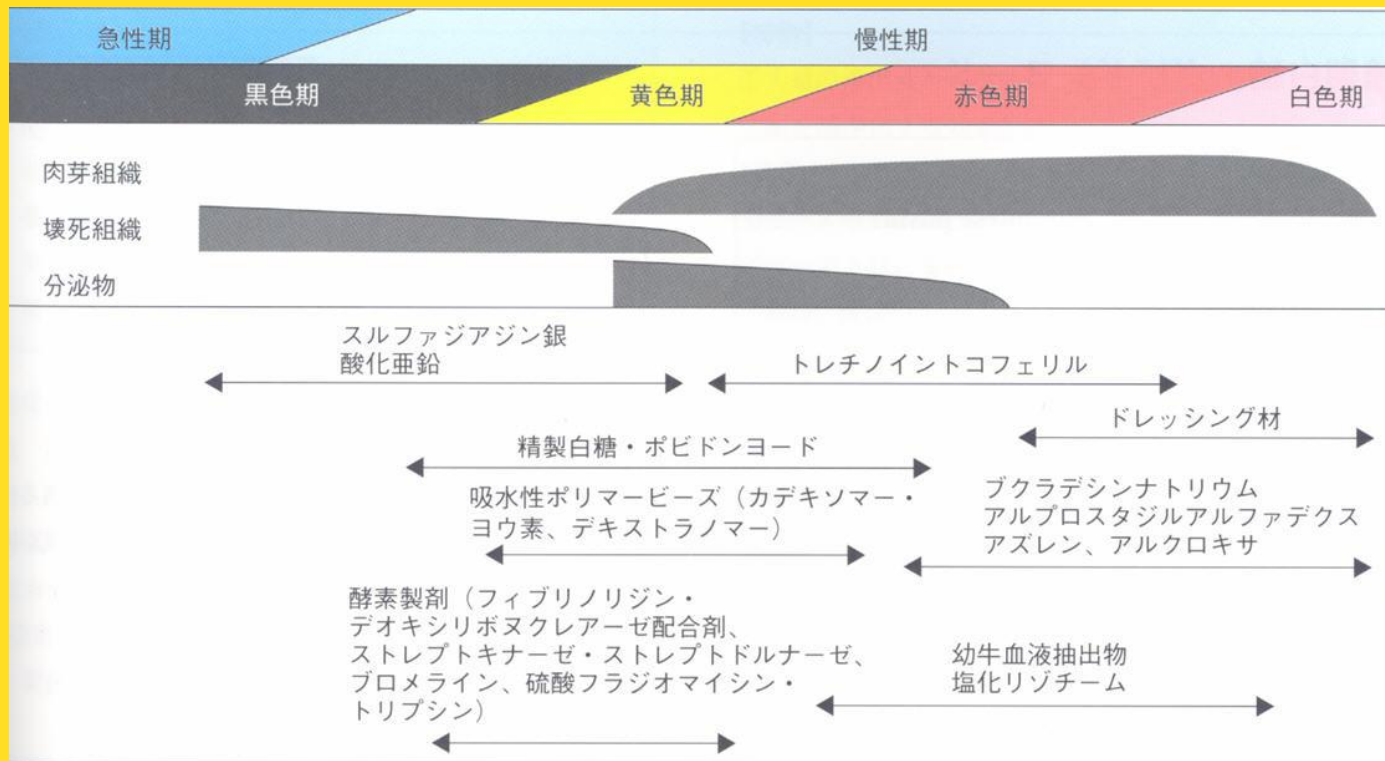 急性期
慢性期
黒色期
黄色期
赤色期
白色期
肉芽組織
壊死組織
分泌物
スルファジアジン銀
酸化亜鉛
トレチノイントコフェリル
ドレッシング材
精製白糖・ポビドンヨード
吸水性ポリマービーズ（カデキソマー・
ヨウ素、デキストラノマー）
ブクラデシンナトリウム
アルプロスタジルアルファデクス
アズレン、アルクロキサ
酵素製剤（フィブリノリジン・
デオキシリボヌクレアーゼ配合剤、
ストレプトキナーゼ・ストレプトドルナーゼ、
ブロメライン、硫酸フラジオマイシン・
トリプシン）
幼牛血液抽出物
塩化リゾチーム